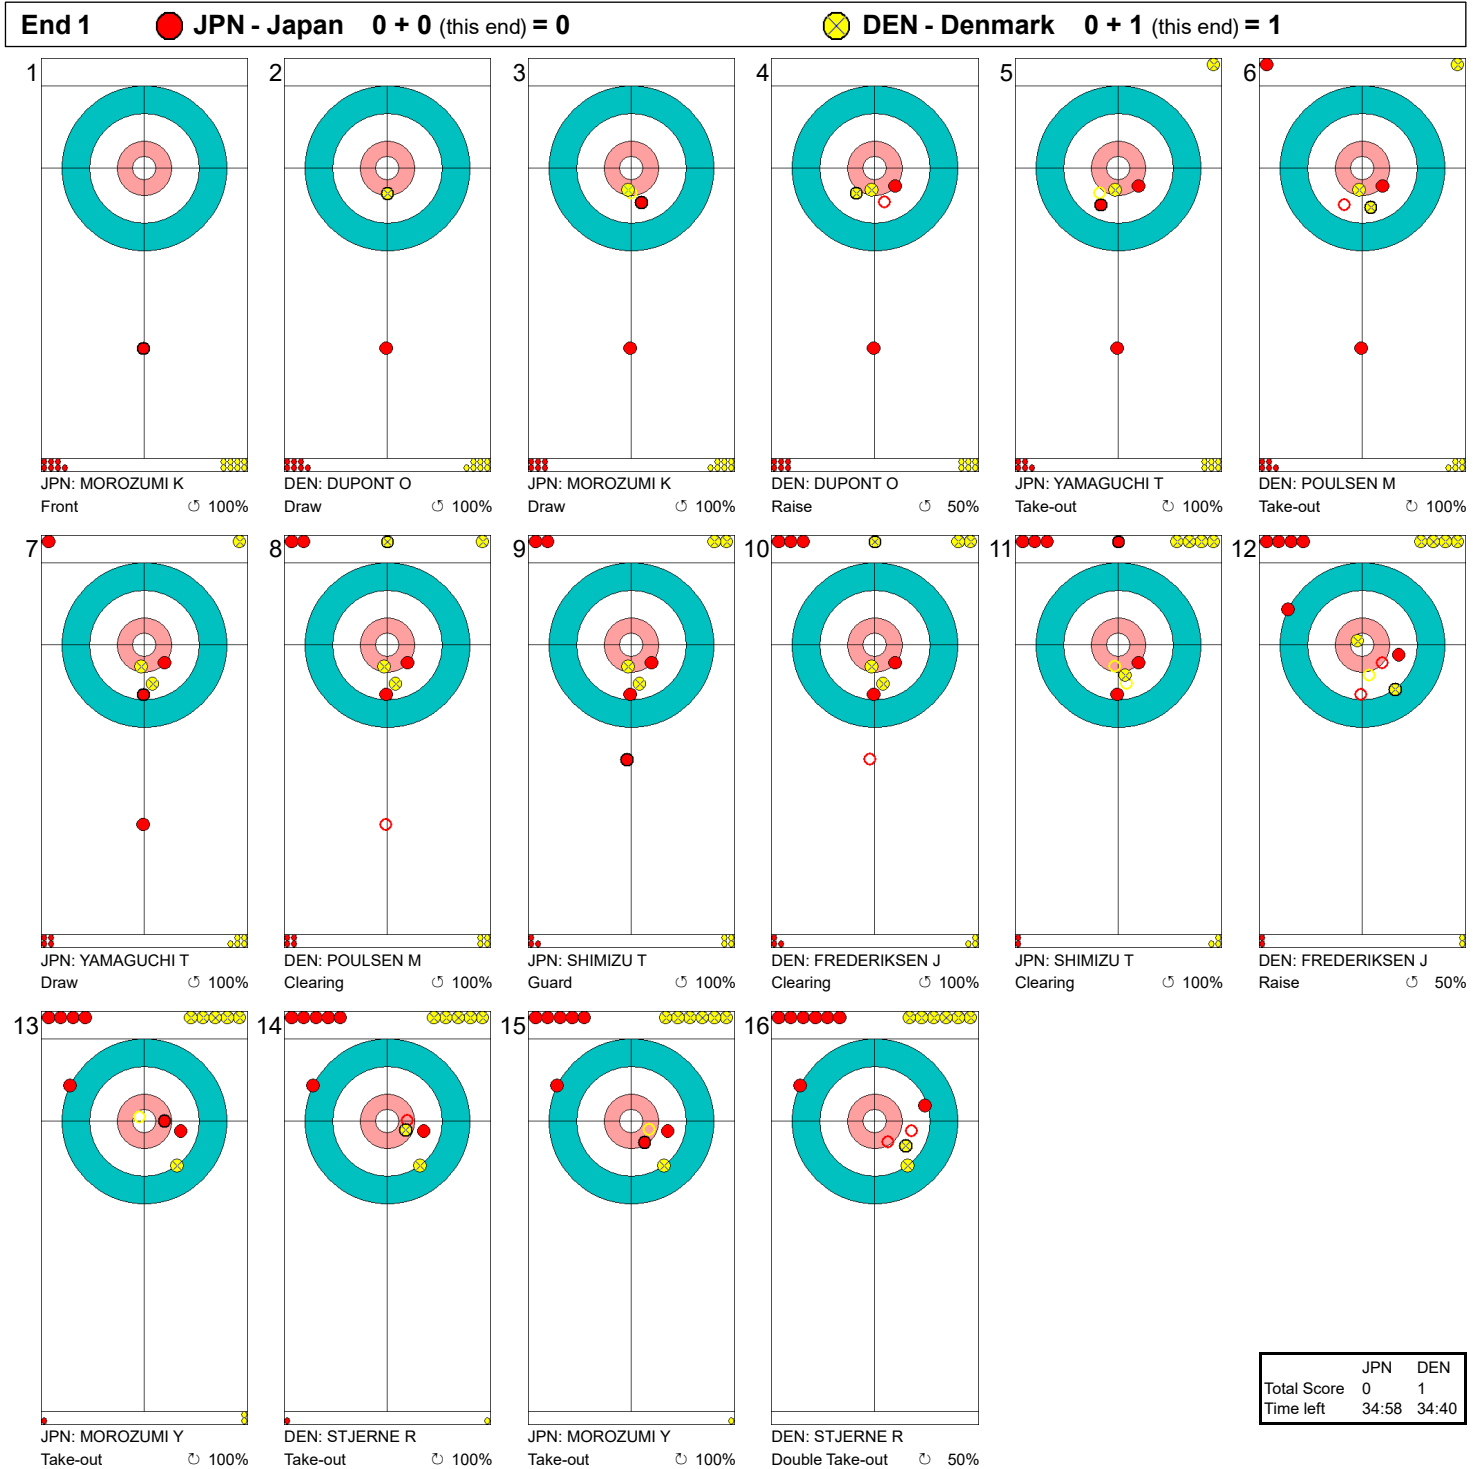 End 1 JPN - Japan 0 + 0 (this end) = 0 DEN - Denmark 0 + 1 (this end) = 1
1 2 3 4 5 6
JPN: MOROZUMI K DEN: DUPONT O JPN: MOROZUMI K DEN: DUPONT O JPN: YAMAGUCHI T DEN: POULSEN M
Front ↺ 100% Draw ↺ 100% Draw ↺ 100% Raise ↺ 50% Take-out ↻ 100% Take-out ↻ 100%
7 8 9 10 11 12
JPN: YAMAGUCHI T DEN: POULSEN M JPN: SHIMIZU T DEN: FREDERIKSEN J JPN: SHIMIZU T DEN: FREDERIKSEN J
Draw ↺ 100% Clearing ↺ 100% Guard ↺ 100% Clearing ↺ 100% Clearing ↺ 100% Raise ↺ 50%
13 14 15 16
JPN: MOROZUMI Y DEN: STJERNE R JPN: MOROZUMI Y DEN: STJERNE R
Take-out ↻ 100% Take-out ↻ 100% Take-out ↻ 100% Double Take-out ↻ 50%
JPN DEN
Total Score 0 1
Time left 34:58 34:40